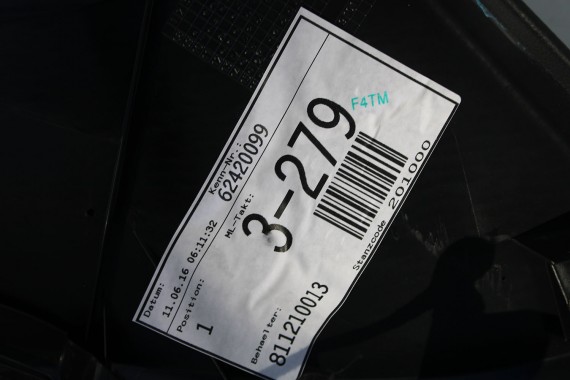 Datum:
11.06.16 06:11:32
Kenn-Nr.:
62420099
Position:
1
ML-Takt:
3-279
F4TM
Behaelter:
811210013
Stanzcode 201000